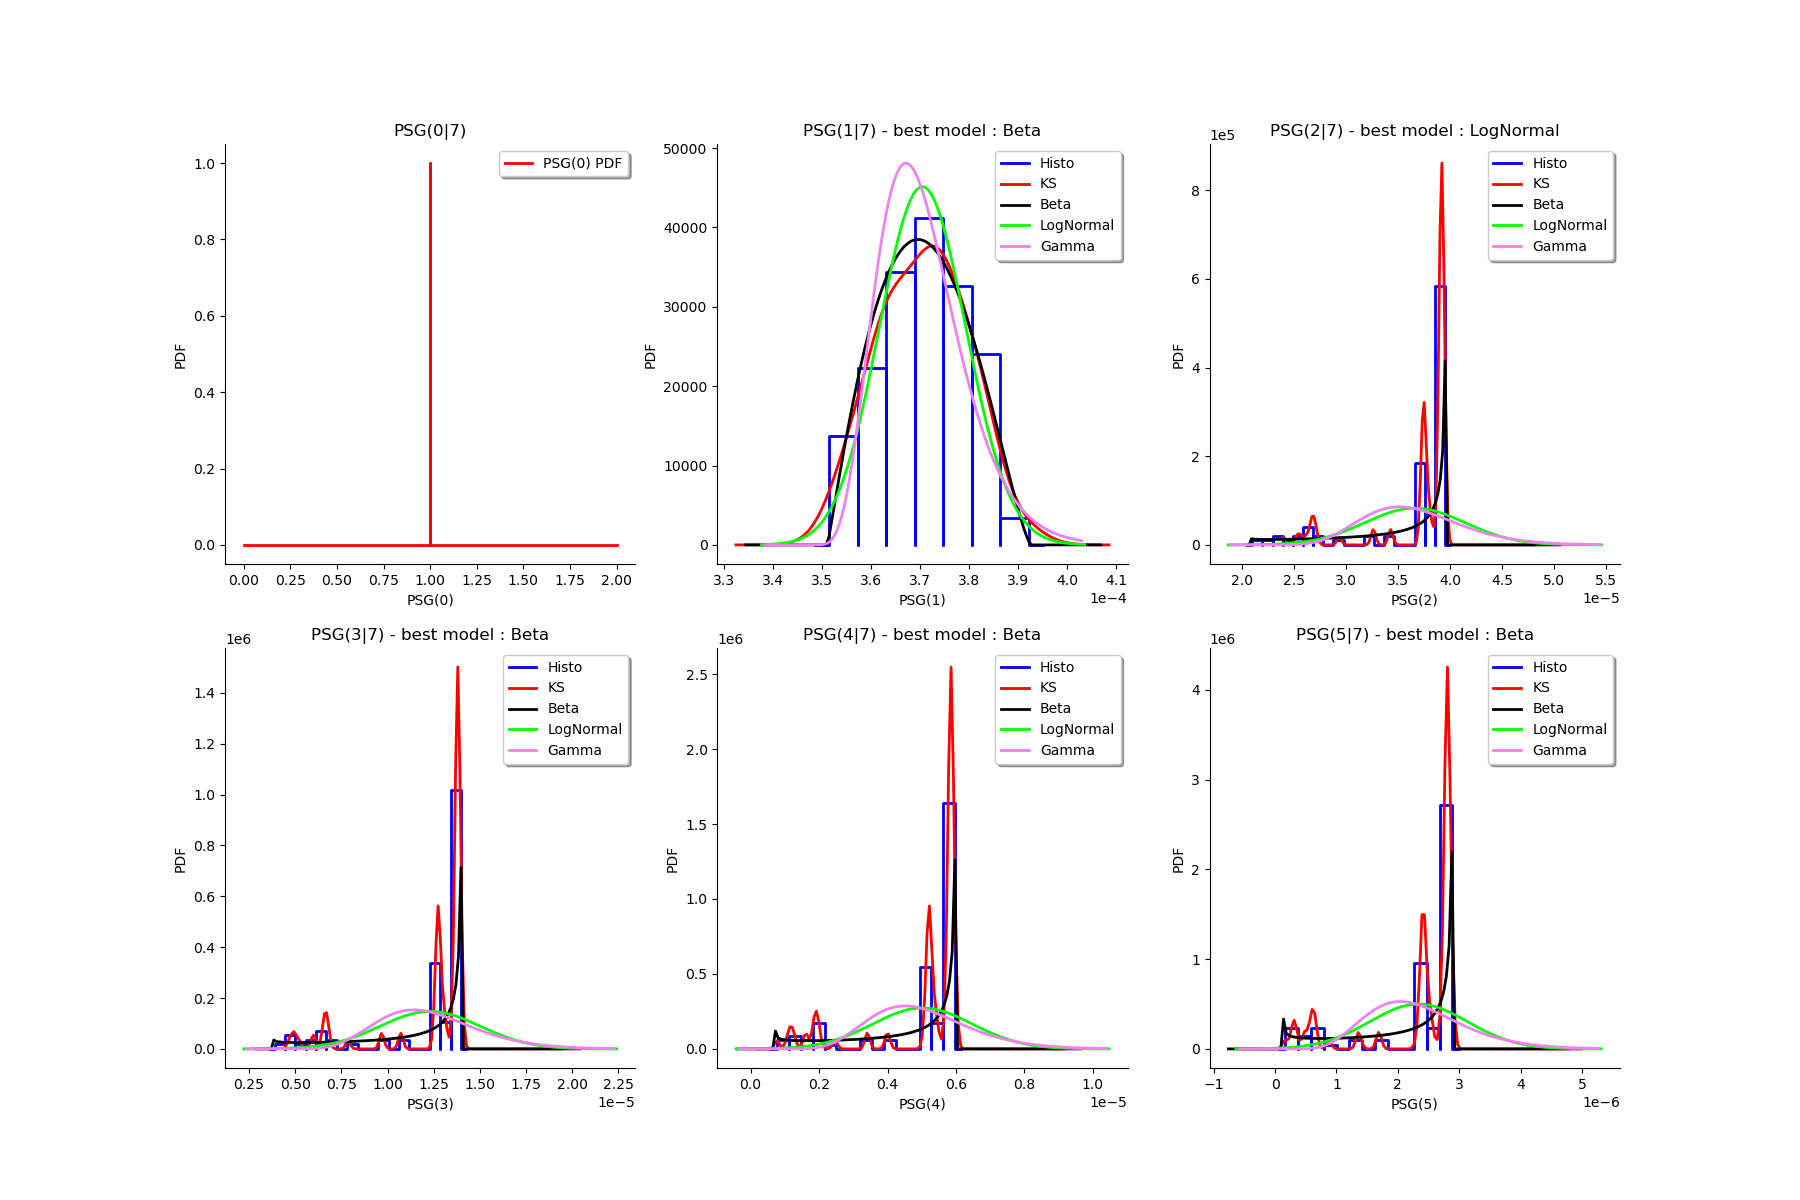 PSG(0|7)
1.0
0.8
0.6
0.4
0.2
0.0
PDF
0.00 0.25 0.50 0.75 1.00 1.25 1.50 1.75 2.00
PSG(0)
PSG(0) PDF
PSG(1|7) - best model : Beta
50000
40000
30000
20000
10000
0
PDF
3.3 3.4 3.5 3.6 3.7 3.8 3.9 4.0 4.1
PSG(1)
1e−4
Histo
KS
Beta
LogNormal
Gamma
PSG(2|7) - best model : LogNormal
1e5
8
6
4
2
0
PDF
2.0 2.5 3.0 3.5 4.0 4.5 5.0 5.5
PSG(2)
1e−5
Histo
KS
Beta
LogNormal
Gamma
PSG(3|7) - best model : Beta
1e6
1.4
1.2
1.0
0.8
0.6
0.4
0.2
0.0
PDF
0.25 0.50 0.75 1.00 1.25 1.50 1.75 2.00 2.25
PSG(3)
1e−5
Histo
KS
Beta
LogNormal
Gamma
PSG(4|7) - best model : Beta
1e6
2.5
2.0
1.5
1.0
0.5
0.0
PDF
0.0 0.2 0.4 0.6 0.8 1.0
PSG(4)
1e−5
Histo
KS
Beta
LogNormal
Gamma
PSG(5|7) - best model : Beta
1e6
4
3
2
1
0
PDF
−1 0 1 2 3 4 5
PSG(5)
1e−6
Histo
KS
Beta
LogNormal
Gamma